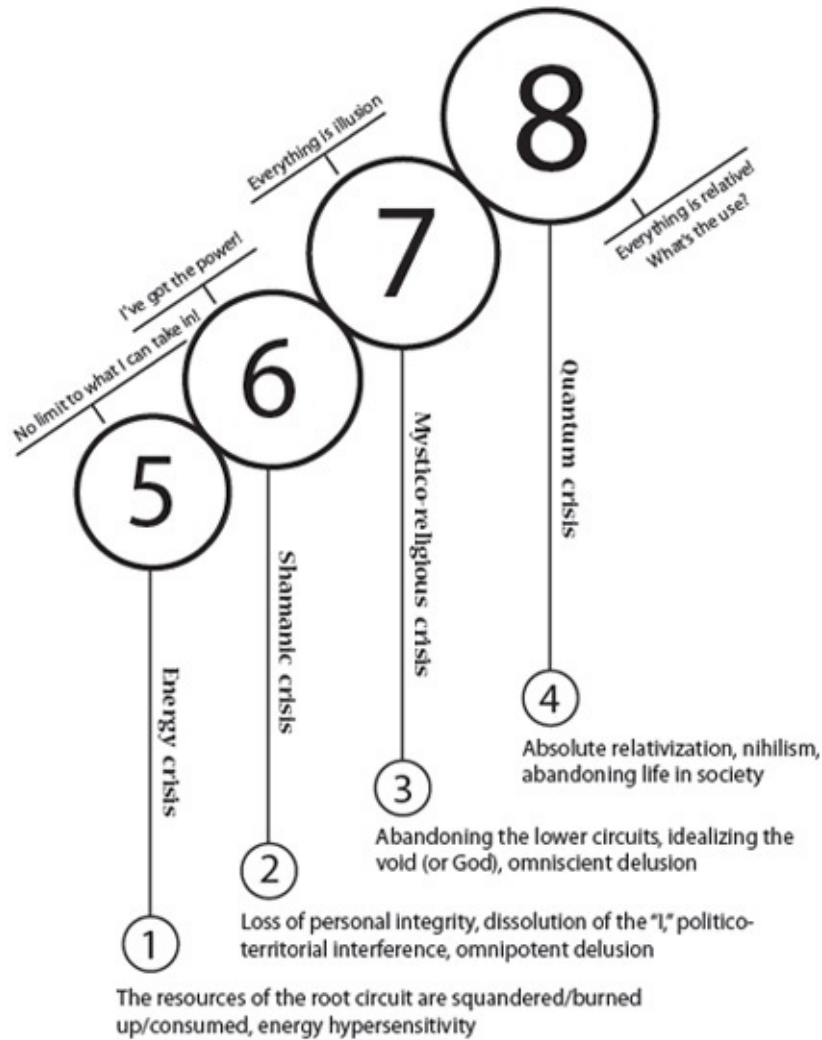 8
Everything is illusion
Everything is relative!
What's the use?
7
I've got the power!
No limit to what I can take in!
6
5
Quantum crisis
Mystico-religious crisis
Shamanic crisis
Energy crisis
4
Absolute relativization, nihilism,
abandoning life in society
3
Abandoning the lower circuits, idealizing the
void (or God), omniscient delusion
2
Loss of personal integrity, dissolution of the “I,” politico-
territorial interference, omnipotent delusion
1
The resources of the root circuit are squandered/burned
up/consumed, energy hypersensitivity